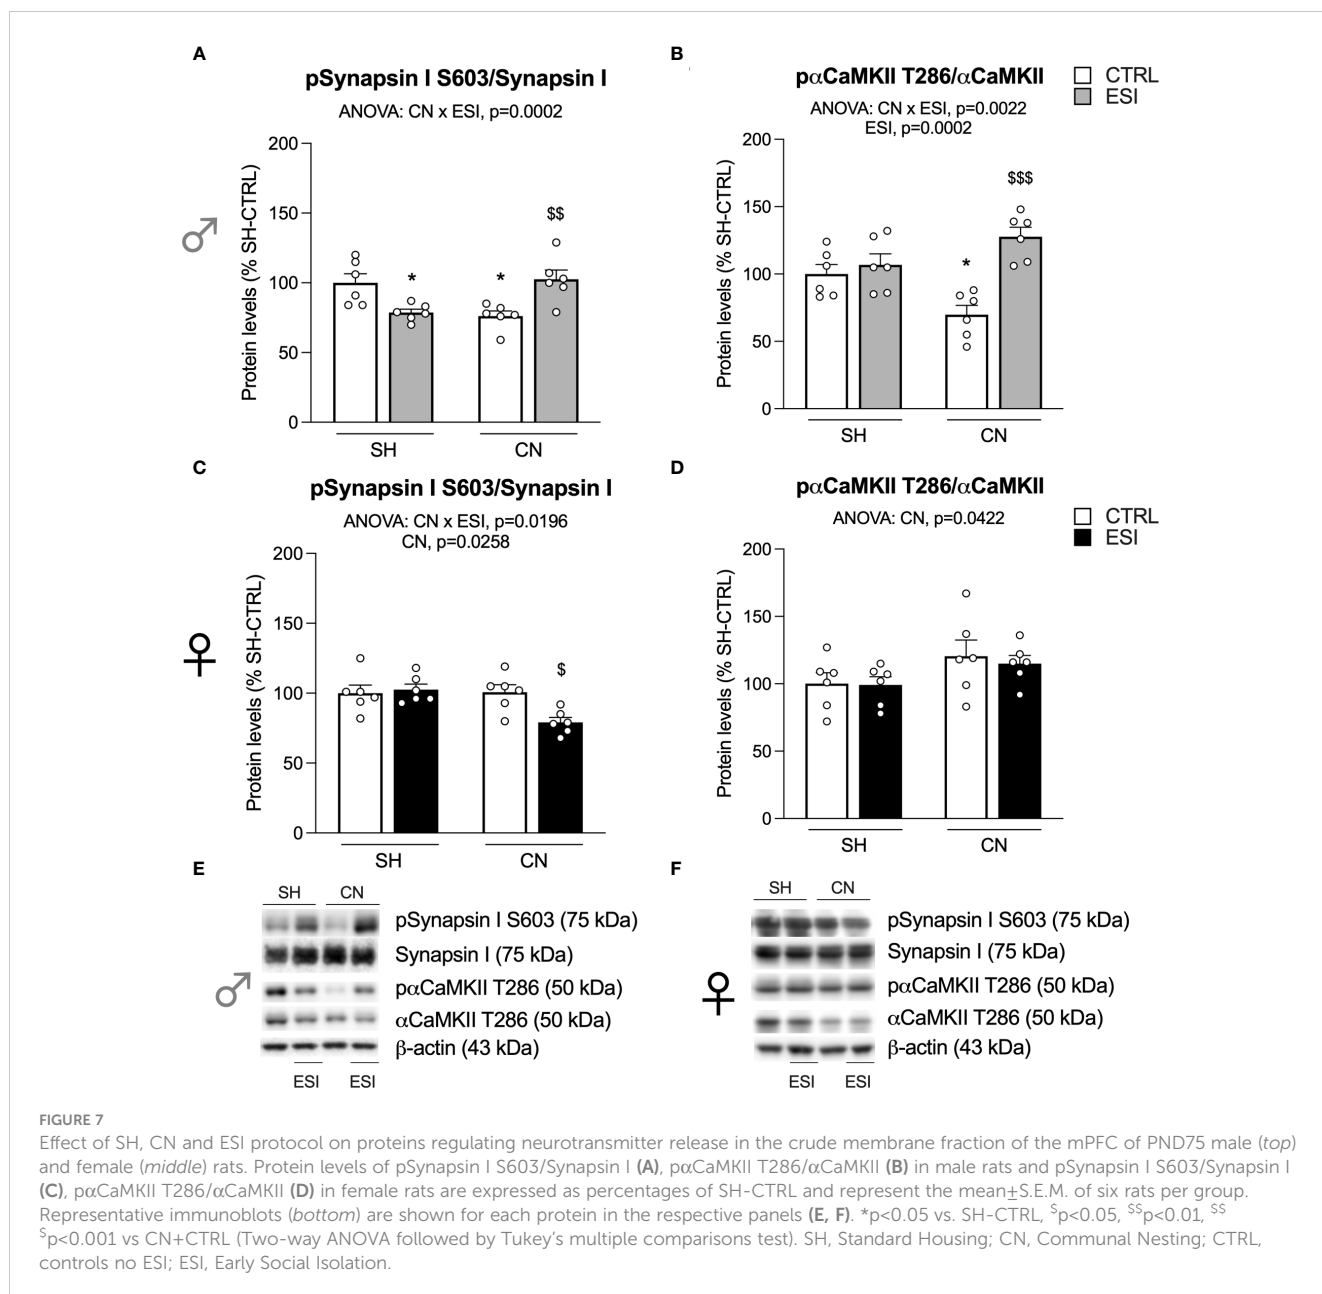 A
pSynapsin I S603/Synapsin I
ANOVA: CN x ESI, p=0.0002
Protein levels (% SH-CTRL)
200
150
100
50
0
$$
*
*
SH
CN
B
pαCaMKII T286/αCaMKII
ANOVA: CN x ESI, p=0.0022
ESI, p=0.0002
CTRL
ESI
Protein levels (% SH-CTRL)
200
150
100
50
0
$$$
*
SH
CN
C
pSynapsin I S603/Synapsin I
ANOVA: CN x ESI, p=0.0196
CN, p=0.0258
Protein levels (% SH-CTRL)
200
150
100
50
0
$
SH
CN
D
pαCaMKII T286/αCaMKII
ANOVA: CN, p=0.0422
CTRL
ESI
Protein levels (% SH-CTRL)
200
150
100
50
0
SH
CN
E
SH CN
pSynapsin I S603 (75 kDa)
Synapsin I (75 kDa)
pαCaMKII T286 (50 kDa)
αCaMKII T286 (50 kDa)
β-actin (43 kDa)
ESI ESI
F
SH CN
pSynapsin I S603 (75 kDa)
Synapsin I (75 kDa)
pαCaMKII T286 (50 kDa)
αCaMKII T286 (50 kDa)
β-actin (43 kDa)
ESI ESI
FIGURE 7
Effect of SH, CN and ESI protocol on proteins regulating neurotransmitter release in the crude membrane fraction of the mPFC of PND75 male (top)
and female (middle) rats. Protein levels of pSynapsin I S603/Synapsin I (A), pαCaMKII T286/αCaMKII (B) in male rats and pSynapsin I S603/Synapsin I
(C), pαCaMKII T286/αCaMKII (D) in female rats are expressed as percentages of SH-CTRL and represent the mean±S.E.M. of six rats per group.
Representative immunoblots (bottom) are shown for each protein in the respective panels (E, F). *p<0.05 vs. SH-CTRL, $p<0.05, $$p<0.01, $$
$p<0.001 vs CN+CTRL (Two-way ANOVA followed by Tukey's multiple comparisons test). SH, Standard Housing; CN, Communal Nesting; CTRL,
controls no ESI; ESI, Early Social Isolation.